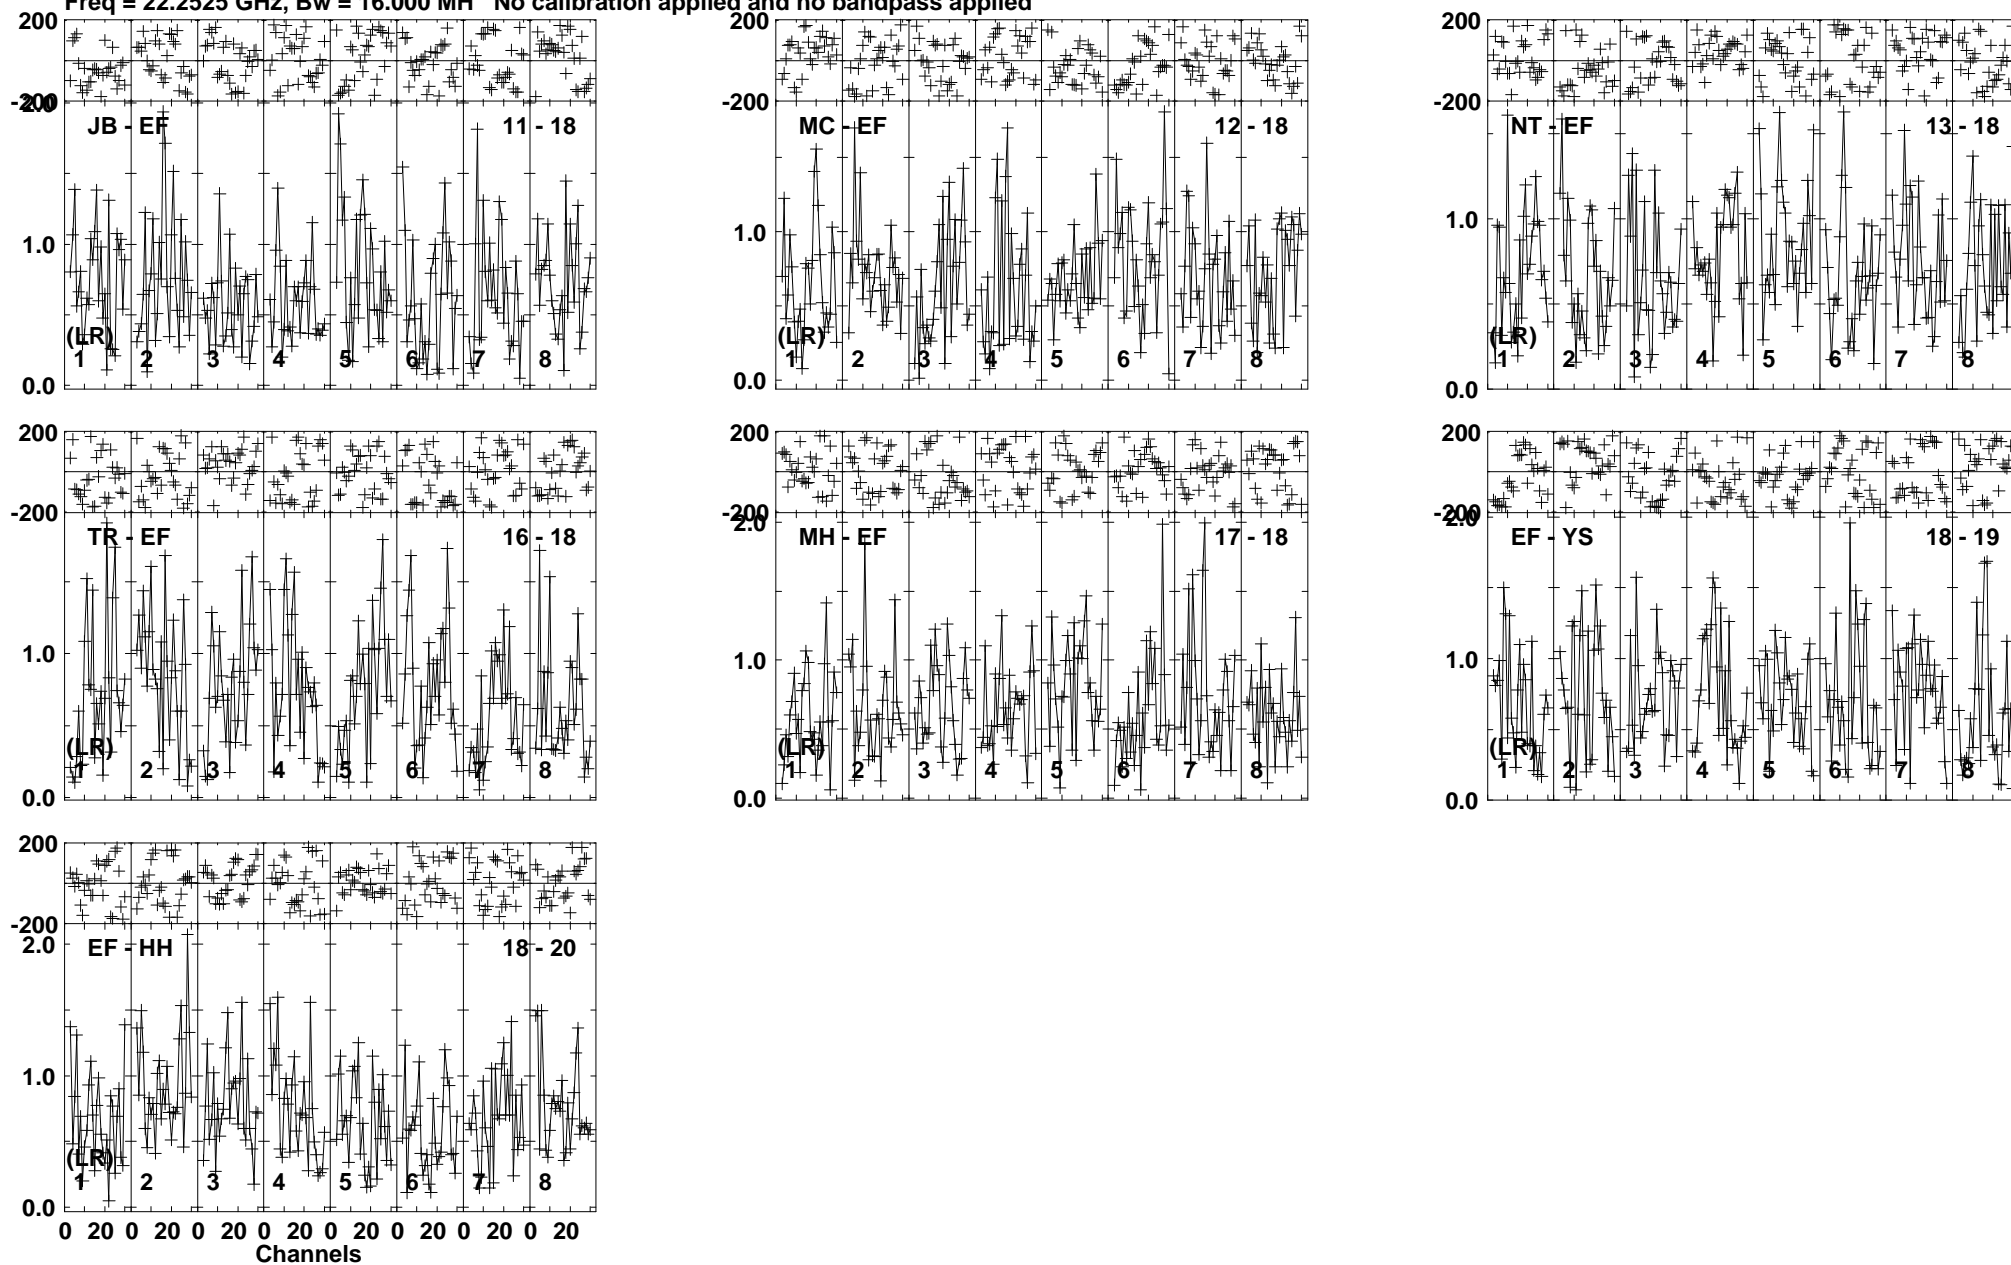 Freq = 22.2525 GHz, Bw = 16.000 MH No calibration applied and no bandpass applied
200 200 200
-200 -200 -200
2.0
JB - EF 11 - 18 MC - EF 12 - 18 NT - EF 13 - 18
1.0 1.0 1.0
(LR) (LR) (LR)
1 2 3 4 5 6 7 8 1 2 3 4 5 6 7 8 1 2 3 4 5 6 7 8
0.0 0.0 0.0
200 200 200
-200 -200 -200
2.0 2.0
TR - EF 16 - 18 MH - EF 17 - 18 EF - YS 18 - 19
1.0 1.0 1.0
(LR) (LR) (LR)
1 2 3 4 5 6 7 8 1 2 3 4 5 6 7 8 1 2 3 4 5 6 7 8
0.0 0.0 0.0
200
-200
2.0
EF - HH 18 - 20
1.0
(LR)
1 2 3 4 5 6 7 8
0.0
0 20 0 20 0 20 0 20 0 20 0 20 0 20 0 20
Channels